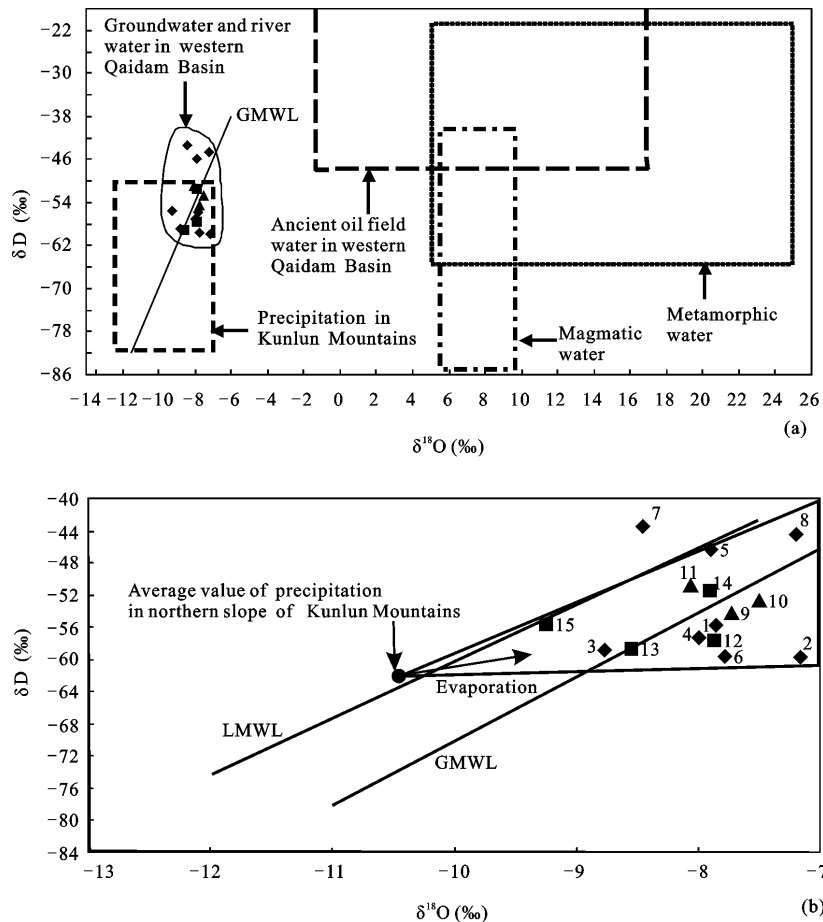 Groundwater and river
water in western
Qaidam Basin
GMWL
Ancient oil field
water in western
Qaidam Basin
Precipitation in
Kunlun Mountains
Magmatic
water
Metamorphic
water
δD (‰)
−22
−30
−38
−46
−54
−62
−70
−78
−86
−14 −12 −10 −8 −6 −4 −2 0 2 4 6 8 10 12 14 16 18 20 22 24 26
δ¹⁸O (‰)
(a)
−40
−44
−48
−52
−56
−60
−64
−68
−72
−76
−80
−84
δD (‰)
7
8
5
Average value of precipitation
in northern slope of Kunlun Mountains
11
14
10
9
15
1
4
12
3
13
6
2
Evaporation
LMWL
GMWL
−13 −12 −11 −10 −9 −8 −7
δ¹⁸O (‰)
(b)